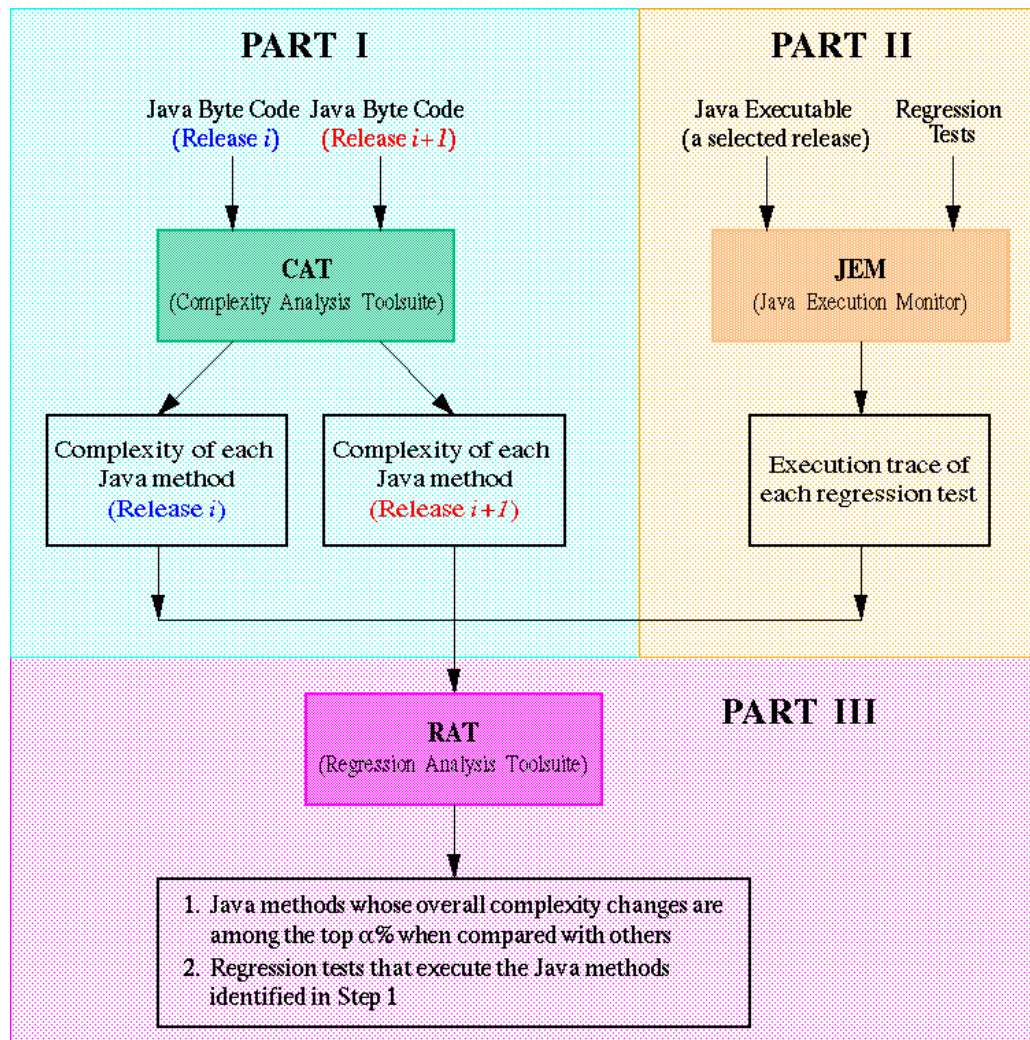 PART I
Java Byte Code
(Release i)
Java Byte Code
(Release i+1)
CAT
(Complexity Analysis Toolsuite)
Complexity of each
Java method
(Release i)
Complexity of each
Java method
(Release i+1)
PART II
Java Executable
(a selected release)
Regression
Tests
JEM
(Java Execution Monitor)
Execution trace of
each regression test
PART III
RAT
(Regression Analysis Toolsuite)
1. Java methods whose overall complexity changes are
among the top α% when compared with others
2. Regression tests that execute the Java methods
identified in Step 1